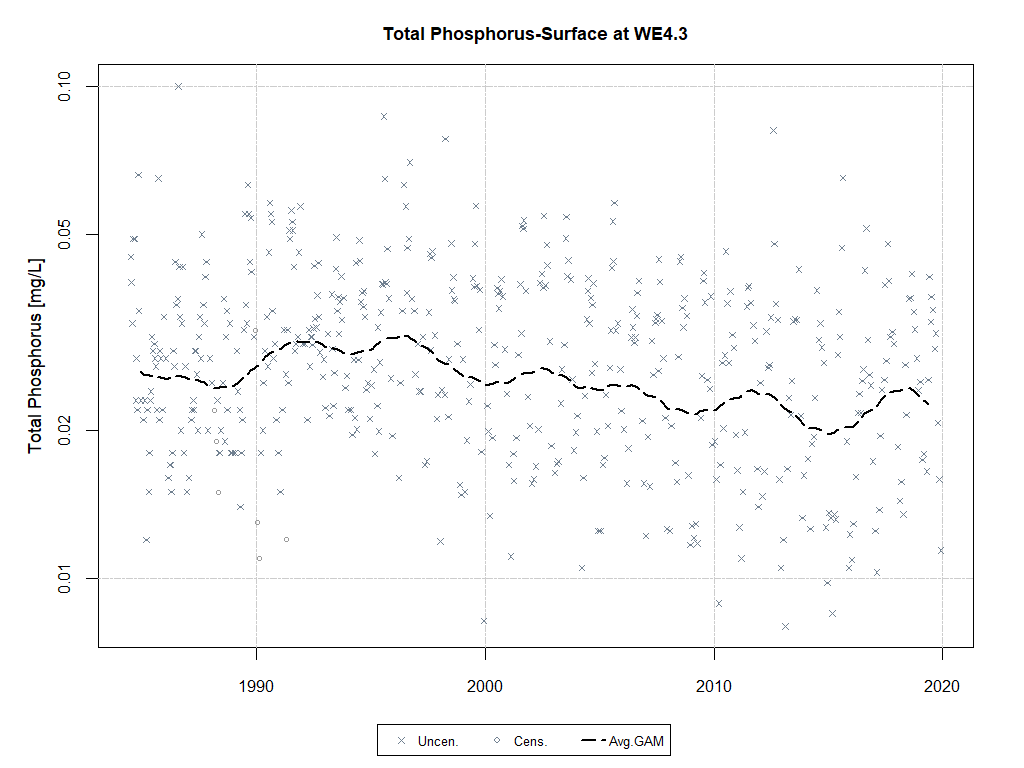 Total Phosphorus-Surface at WE4.3
Total Phosphorus [mg/L]
0.10
0.05
0.02
0.01
1990 2000 2010 2020
Uncen. Cens. Avg.GAM